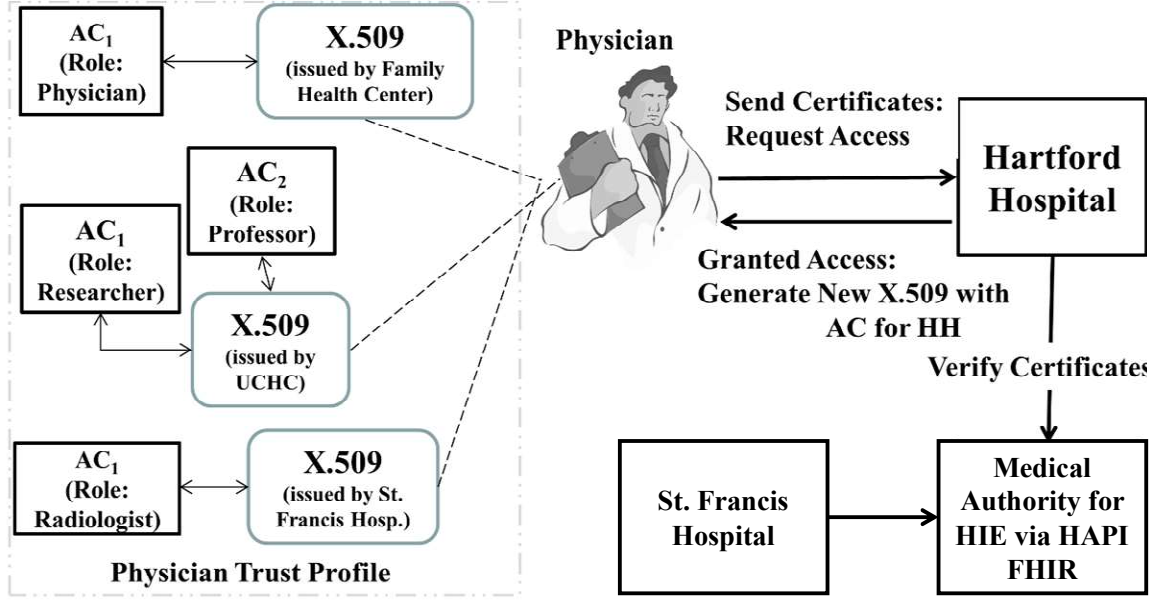 AC1
(Role:
Physician)
X.509
(issued by Family
Health Center)
AC2
(Role:
Professor)
AC1
(Role:
Researcher)
X.509
(issued by
UCHC)
AC1
(Role:
Radiologist)
X.509
(issued by St.
Francis Hosp.)
Physician Trust Profile
Physician
Send Certificates:
Request Access
Hartford
Hospital
Granted Access:
Generate New X.509 with
AC for HH
Verify Certificates
St. Francis
Hospital
Medical
Authority for
HIE via HAPI
FHIR